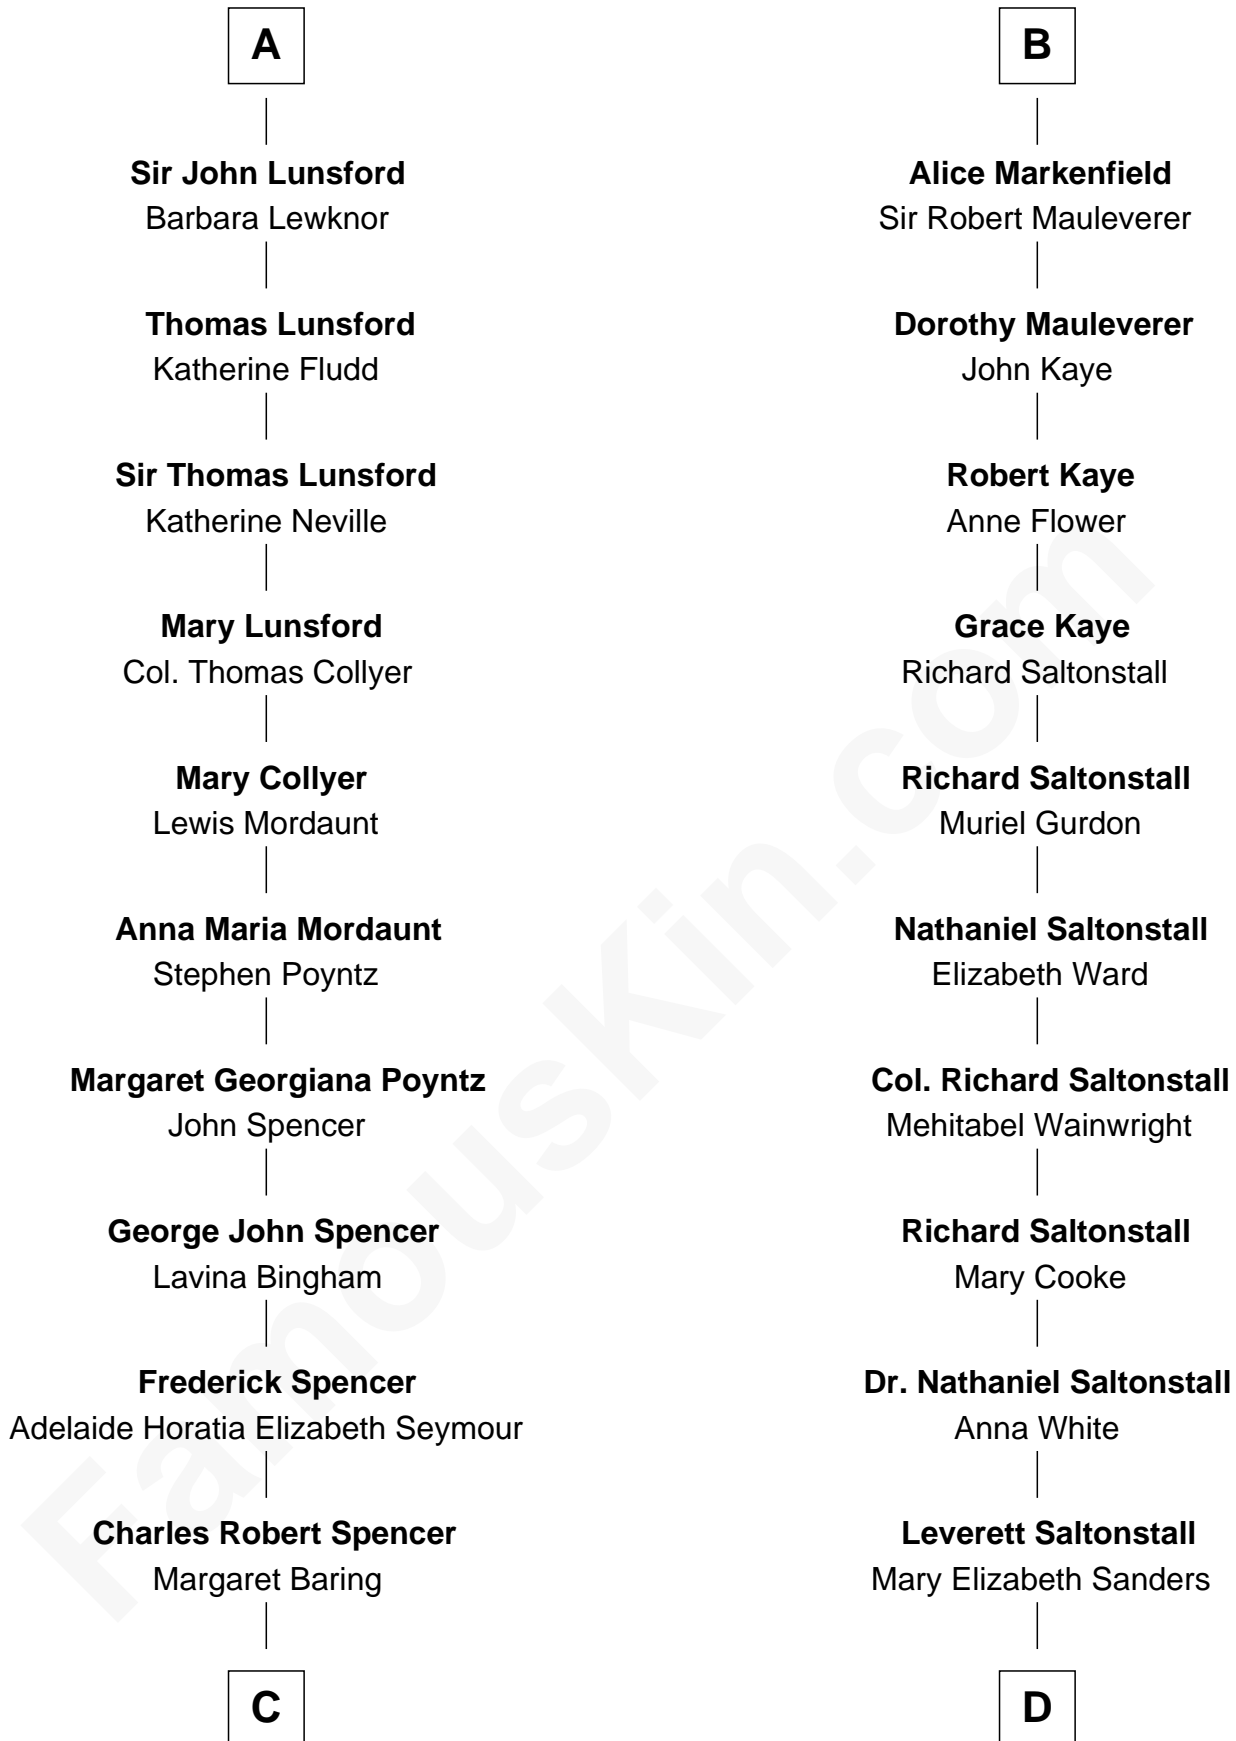 A
Sir John Lunsford
Barbara Lewknor
Thomas Lunsford
Katherine Fludd
Sir Thomas Lunsford
Katherine Neville
Mary Lunsford
Col. Thomas Collyer
Mary Collyer
Lewis Mordaunt
Anna Maria Mordaunt
Stephen Poyntz
Margaret Georgiana Poyntz
John Spencer
George John Spencer
Lavina Bingham
Frederick Spencer
Adelaide Horatia Elizabeth Seymour
Charles Robert Spencer
Margaret Baring
C
B
Alice Markenfield
Sir Robert Mauleverer
Dorothy Mauleverer
John Kaye
Robert Kaye
Anne Flower
Grace Kaye
Richard Saltonstall
Richard Saltonstall
Muriel Gurdon
Nathaniel Saltonstall
Elizabeth Ward
Col. Richard Saltonstall
Mehitabel Wainwright
Richard Saltonstall
Mary Cooke
Dr. Nathaniel Saltonstall
Anna White
Leverett Saltonstall
Mary Elizabeth Sanders
D
FamousKin.com